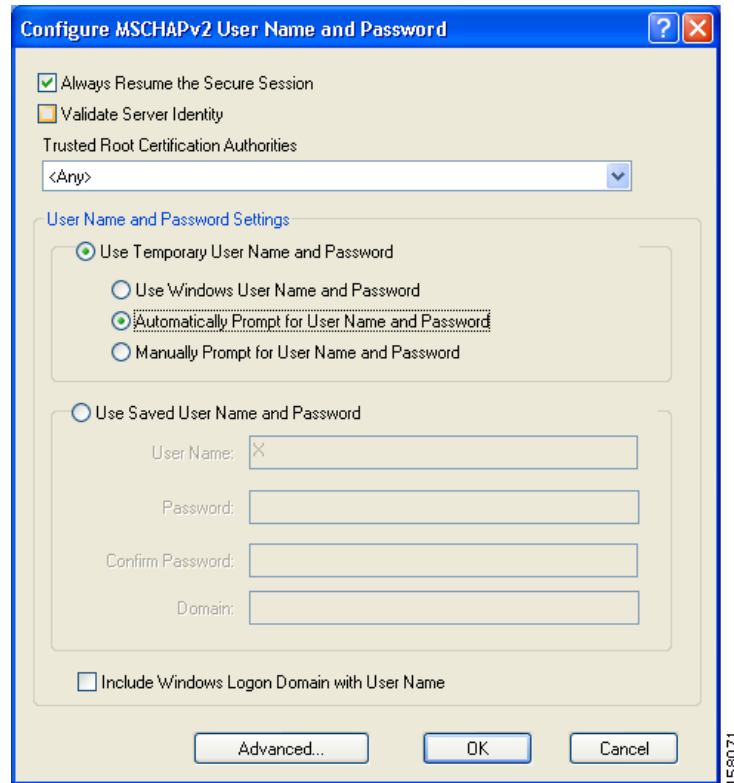 Configure MSCHAPv2 User Name and Password
Always Resume the Secure Session
Validate Server Identity
Trusted Root Certification Authorities
<Any>
User Name and Password Settings
Use Temporary User Name and Password
Use Windows User Name and Password
Automatically Prompt for User Name and Password
Manually Prompt for User Name and Password
Use Saved User Name and Password
User Name: X
Password:
Confirm Password:
Domain:
Include Windows Logon Domain with User Name
Advanced... OK Cancel
158071